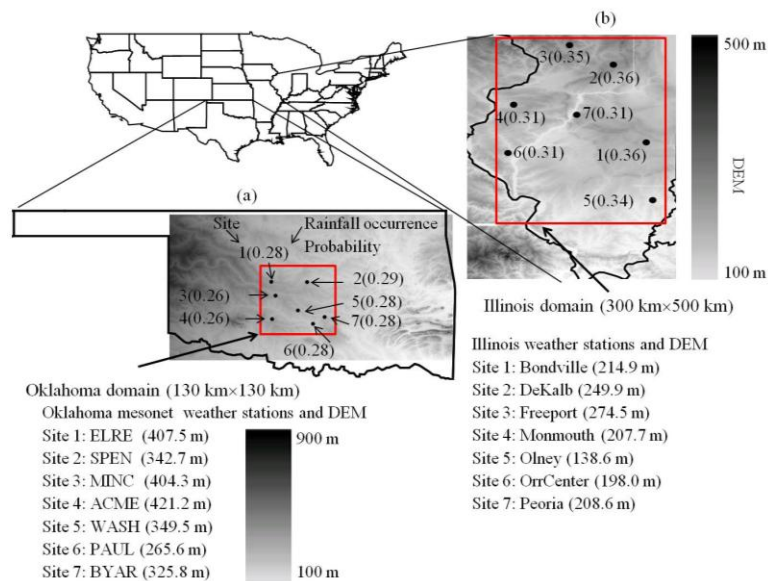 (b)
500 m
3(0.35)
2(0.36)
4(0.31)
7(0.31)
6(0.31)
1(0.36)
5(0.34)
DEM
100 m
Illinois domain (300 km×500 km)
(a)
Site
Rainfall occurrence
Probability
1(0.28)
2(0.29)
3(0.26)
5(0.28)
4(0.26)
7(0.28)
6(0.28)
Oklahoma domain (130 km×130 km)
Oklahoma mesonet weather stations and DEM
Site 1: ELRE (407.5 m)
Site 2: SPEN (342.7 m)
Site 3: MINC (404.3 m)
Site 4: ACME (421.2 m)
Site 5: WASH (349.5 m)
Site 6: PAUL (265.6 m)
Site 7: BYAR (325.8 m)
900 m
100 m
Illinois weather stations and DEM
Site 1: Bondville (214.9 m)
Site 2: DeKalb (249.9 m)
Site 3: Freeport (274.5 m)
Site 4: Monmouth (207.7 m)
Site 5: Olney (138.6 m)
Site 6: OrrCenter (198.0 m)
Site 7: Peoria (208.6 m)